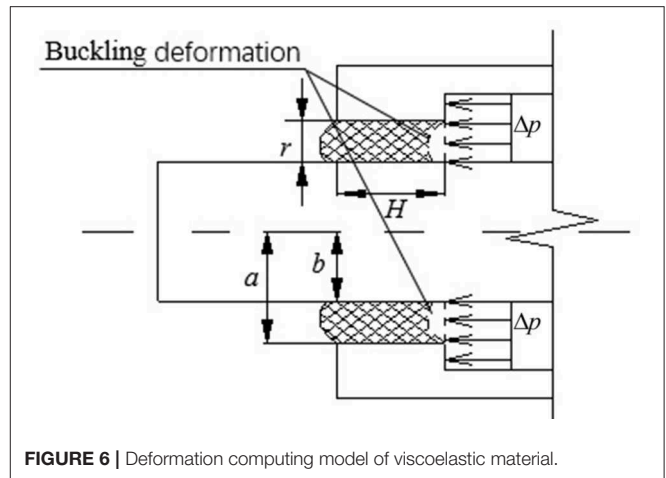 Buckling deformation
Δp
r
H
b
a
Δp
FIGURE 6 | Deformation computing model of viscoelastic material.